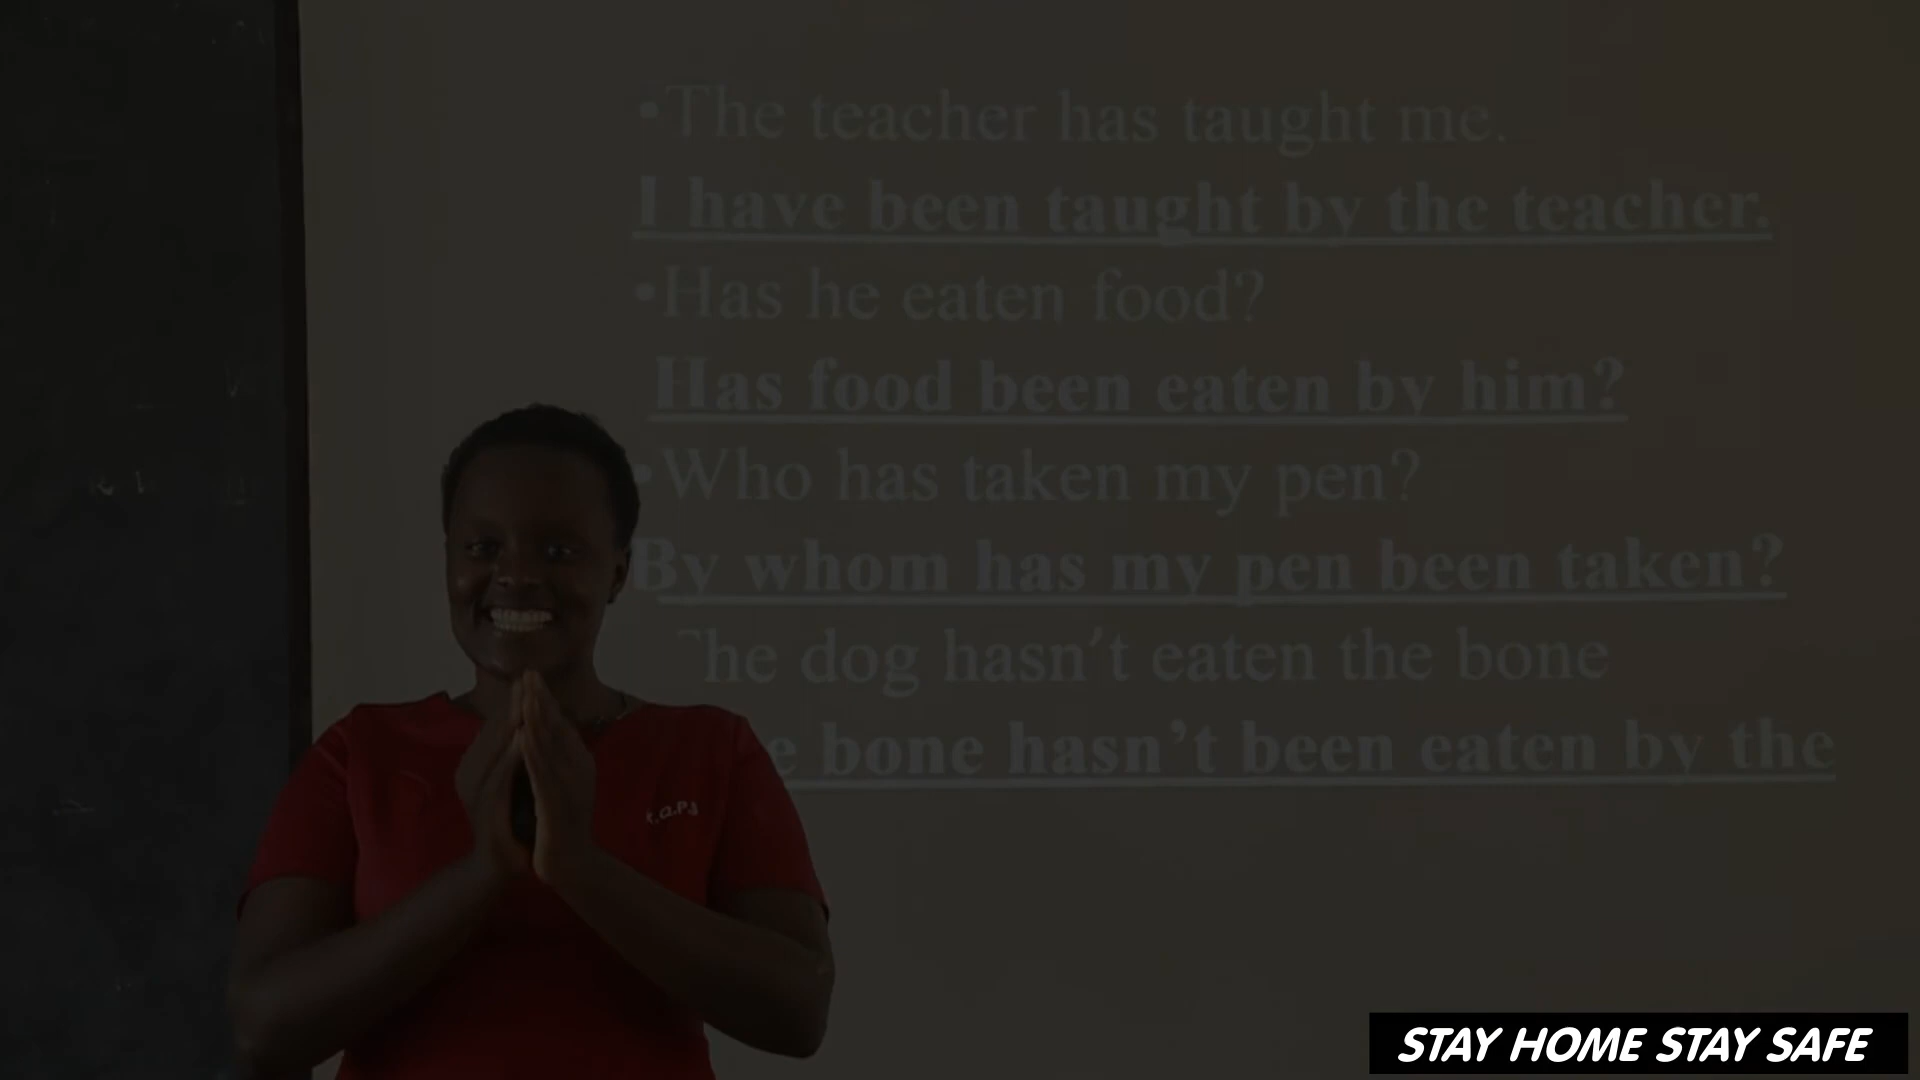 •The teacher has taught me.
I have been taught by the teacher.
•Has he eaten food?
Has food been eaten by him?
•Who has taken my pen?
By whom has my pen been taken?
he dog hasn't eaten the bone
e bone hasn't been eaten by the
STAY HOME STAY SAFE